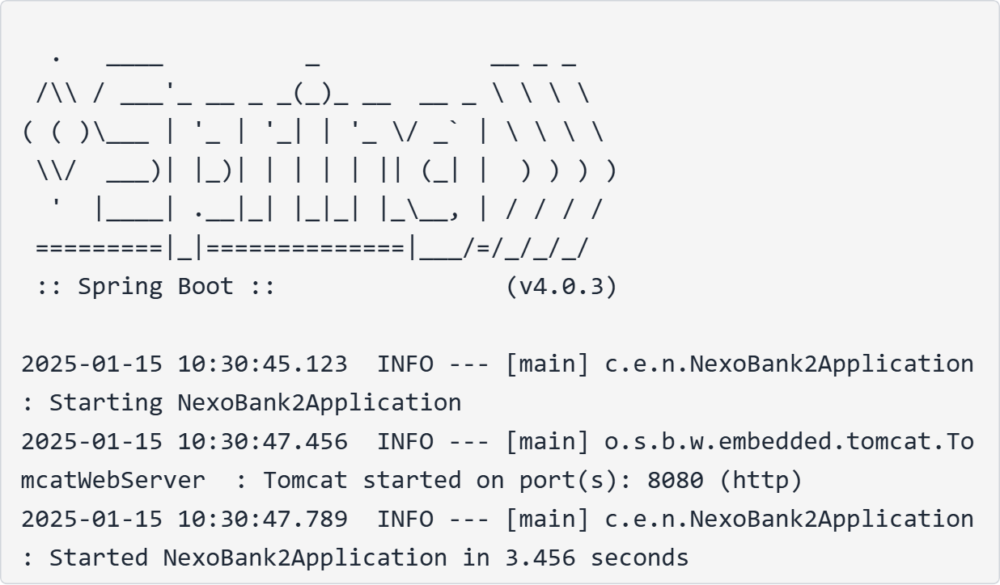 .   ____          _            __ _ _
 /\\ / ___'_ __ _ _(_)_ __  __ _ \ \ \ \
( ( )\___ | '_ | '_| | '_ \/ _` | \ \ \ \
 \\/  ___)| |_)| | | | | || (_| |  ) ) ) )
  '  |____| .__|_| |_|_| |_\__, | / / / /
 =========|_|==============|___/=/_/_/_/
 :: Spring Boot ::                (v4.0.3)
2025-01-15 10:30:45.123  INFO --- [main] c.e.n.NexoBank2Application
: Starting NexoBank2Application
2025-01-15 10:30:47.456  INFO --- [main] o.s.b.w.embedded.tomcat.To
mcatWebServer  : Tomcat started on port(s): 8080 (http)
2025-01-15 10:30:47.789  INFO --- [main] c.e.n.NexoBank2Application
: Started NexoBank2Application in 3.456 seconds